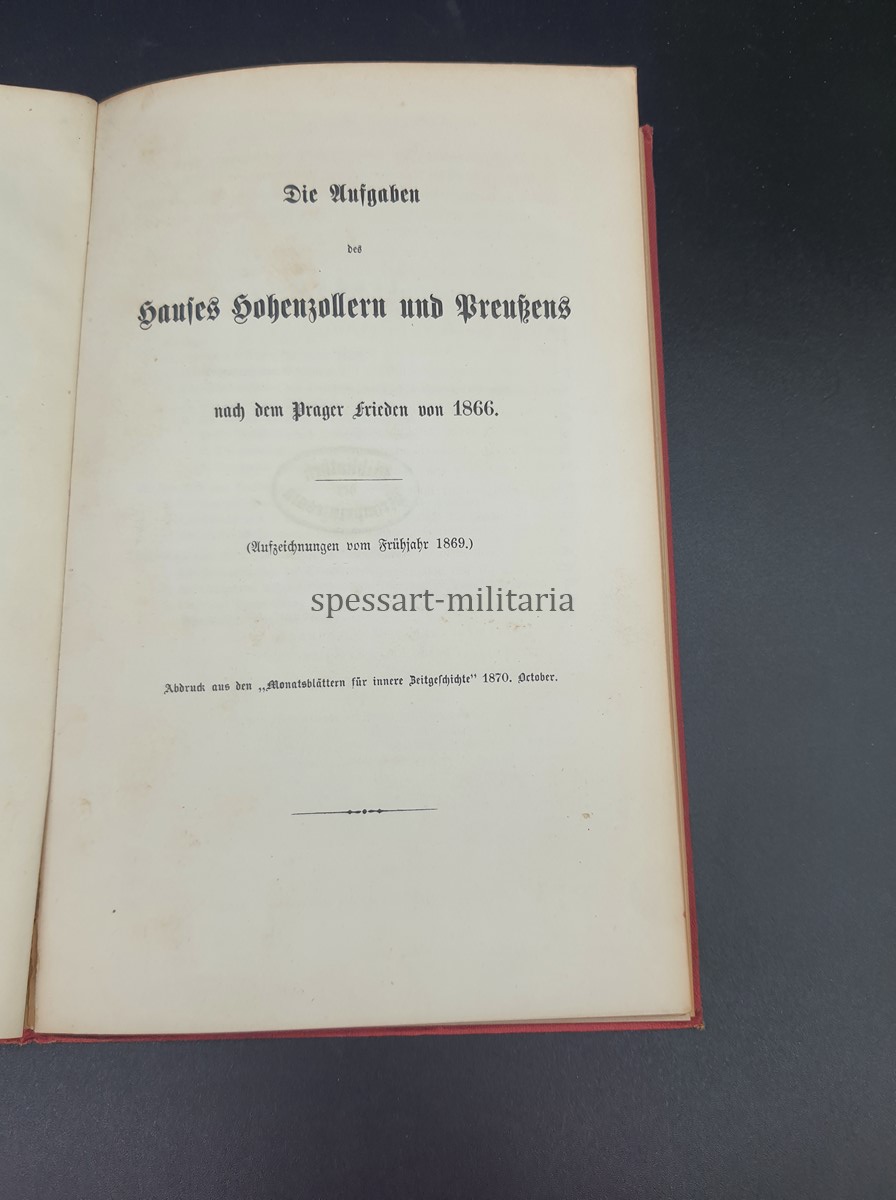 Die Aufgaben
des
Hauses Hohenzollern und Preußens
nach dem Prager Frieden von 1866.
(Aufzeichnungen vom Frühjahr 1869.)
spessart-militaria
Abdruck aus den „Monatsblättern für innere Zeitgeschichte" 1870. October.